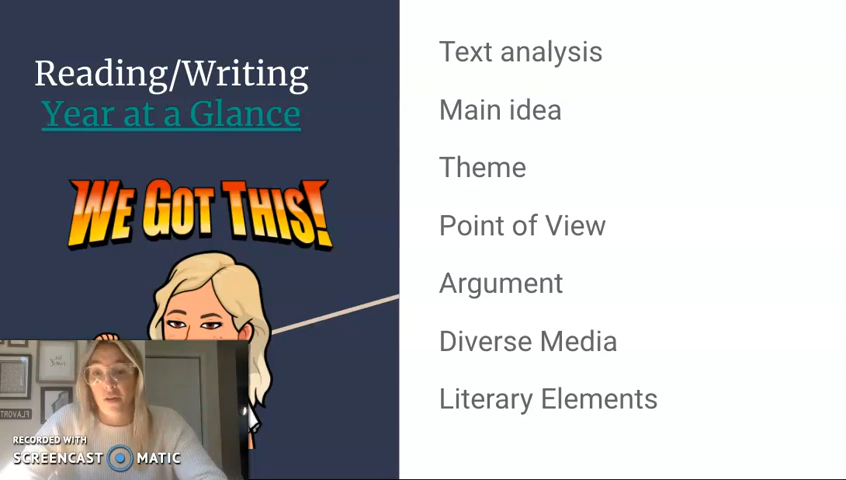 Reading/Writing
Year at a Glance
WE GOT THIS!
RECORDED WITH
SCREENCAST MATIC
Text analysis
Main idea
Theme
Point of View
Argument
Diverse Media
Literary Elements